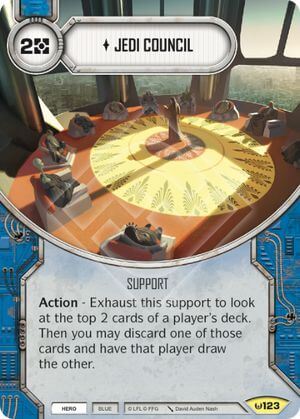 2
JEDI COUNCIL
SUPPORT
Action - Exhaust this support to look
at the top 2 cards of a player's deck.
Then you may discard one of those
cards and have that player draw
the other.
HERO BLUE © LFL © FFG David Auden Nash 123